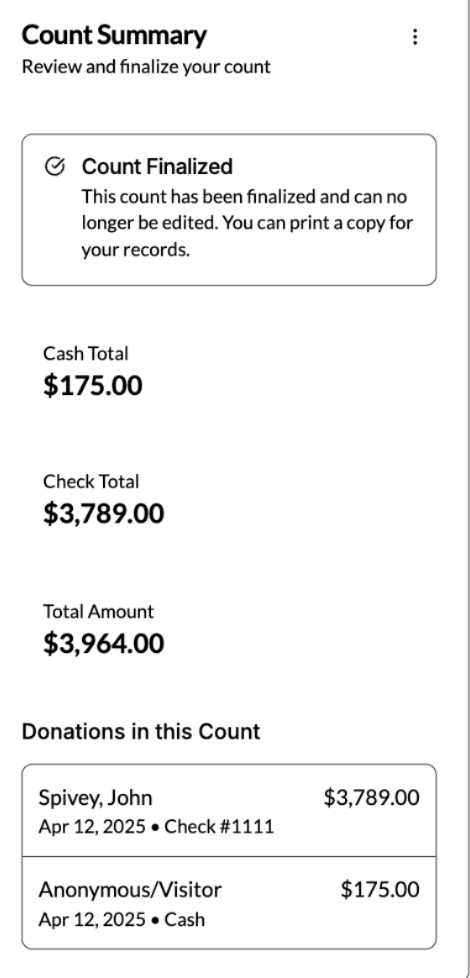 Count Summary
Review and finalize your count
Count Finalized
This count has been finalized and can no
longer be edited. You can print a copy for
your records.
Cash Total
$175.00
Check Total
$3,789.00
Total Amount
$3,964.00
Donations in this Count
Spivey, John $3,789.00
Apr 12, 2025 • Check #1111
Anonymous/Visitor $175.00
Apr 12, 2025 • Cash